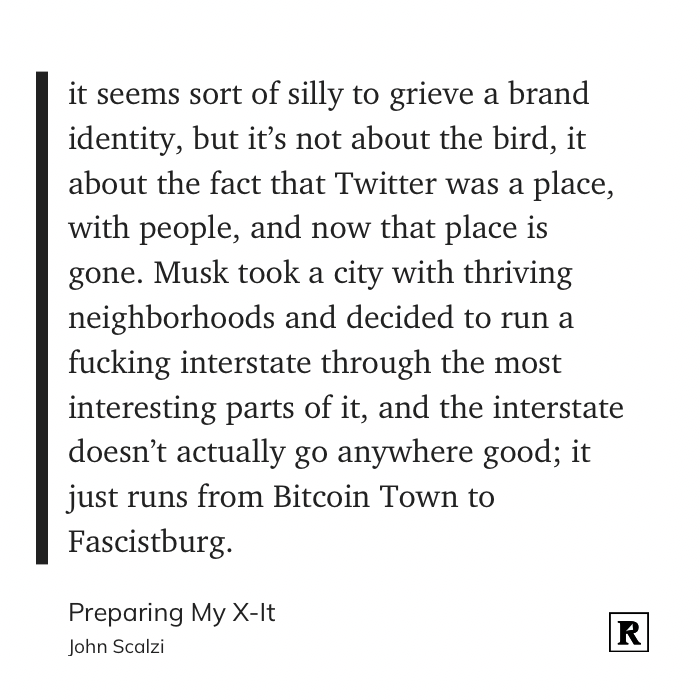 it seems sort of silly to grieve a brand
identity, but it’s not about the bird, it
about the fact that Twitter was a place,
with people, and now that place is
gone. Musk took a city with thriving
neighborhoods and decided to run a
fucking interstate through the most
interesting parts of it, and the interstate
doesn’t actually go anywhere good; it
just runs from Bitcoin Town to
Fascistburg.
Preparing My X-It
John Scalzi
R